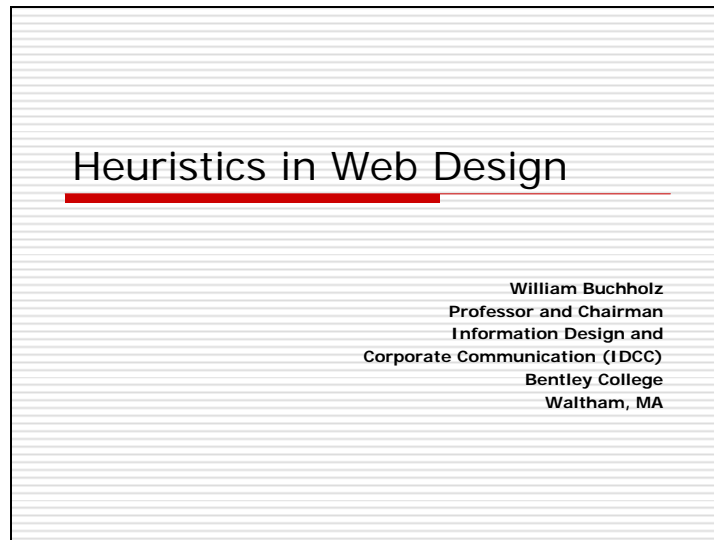 Heuristics in Web Design
William Buchholz
Professor and Chairman
Information Design and
Corporate Communication (IDCC)
Bentley College
Waltham, MA